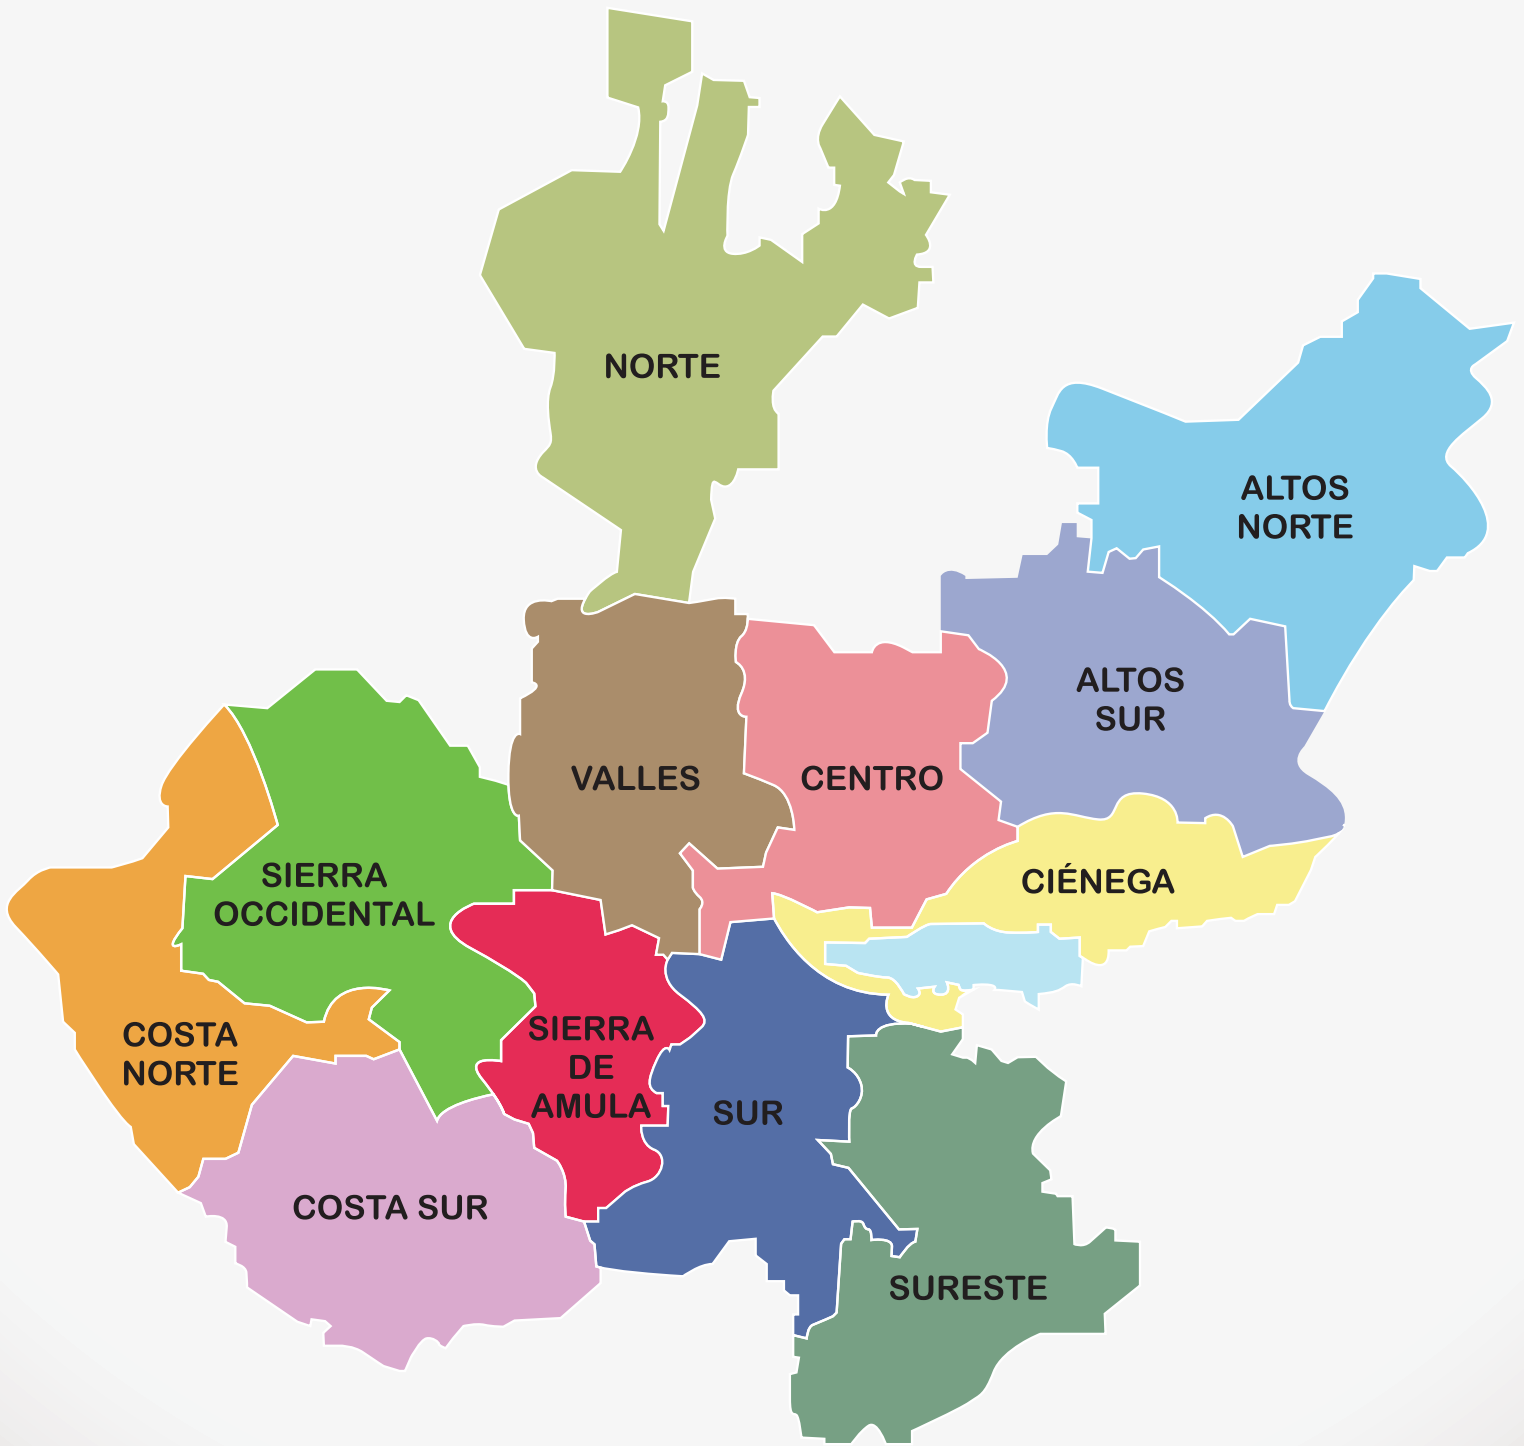 NORTE
ALTOS
NORTE
ALTOS
SUR
VALLES
CENTRO
CIÉNEGA
SIERRA
OCCIDENTAL
COSTA
NORTE
SIERRA
DE
AMULA
SUR
COSTA SUR
SURESTE